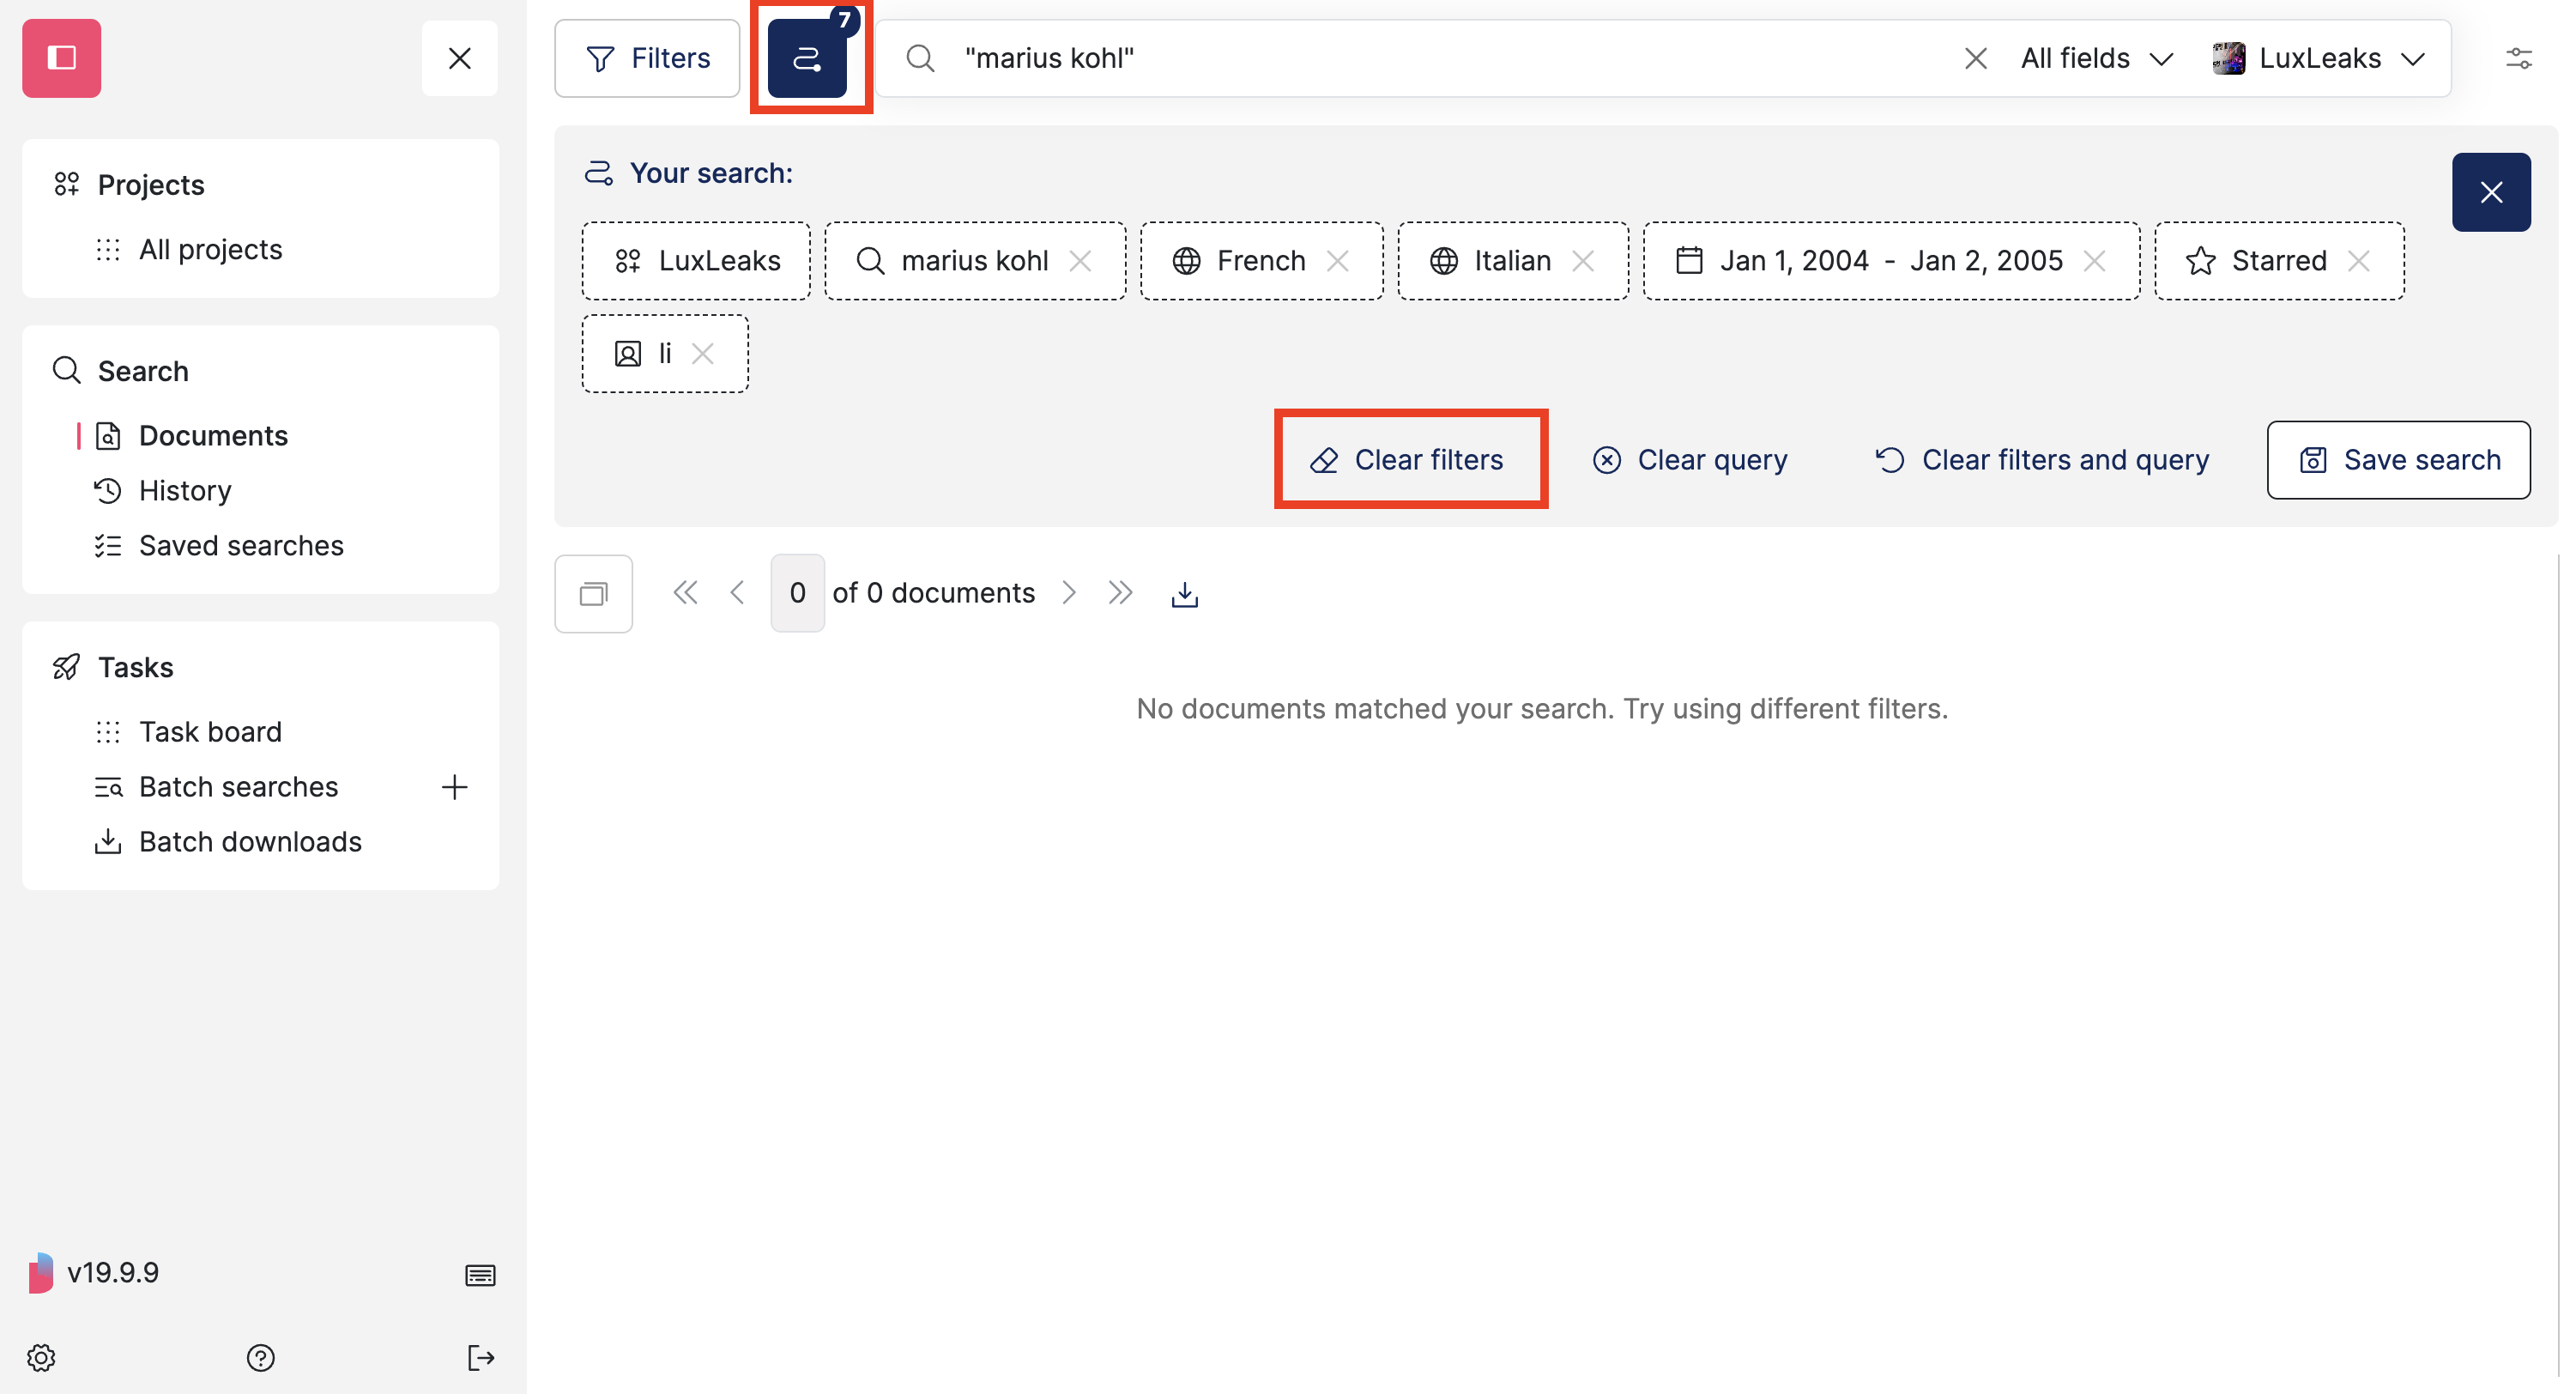 Filters
7
"marius kohl"
All fields
LuxLeaks
Projects
All projects
Search
Documents
History
Saved searches
Tasks
Task board
Batch searches
Batch downloads
v19.9.9
Your search:
LuxLeaks
marius kohl
French
Italian
Jan 1, 2004 - Jan 2, 2005
Starred
li
Clear filters
Clear query
Clear filters and query
Save search
0 of 0 documents
No documents matched your search. Try using different filters.